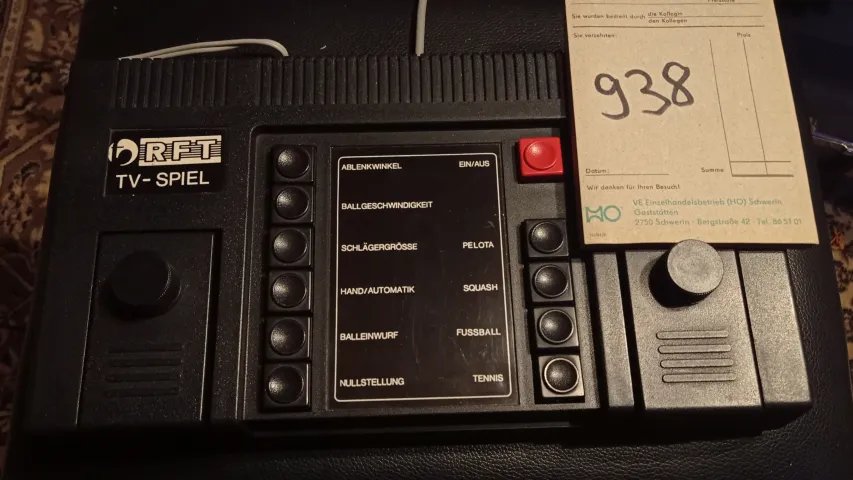 RFT
TV-SPIEL
ABLENKWINKEL
BALLGESCHWINDIGKEIT
SCHLÄGERGRÖSSE
HAND/AUTOMATIK
BALLEINWURF
NULLSTELLUNG
EIN/AUS
PELOTA
SQUASH
FUSSBALL
TENNIS
Sie wurden bedient durch die Kollegin
den Kollegen
Sie verzehrten: Preis
938
Datum: Summe
Wir danken für Ihren Besuch!
HO
VE Einzelhandelsbetrieb (HO) Schwerin
Gaststätten
2750 Schwerin - Bergstraße 42 - Tel. 86 51 01